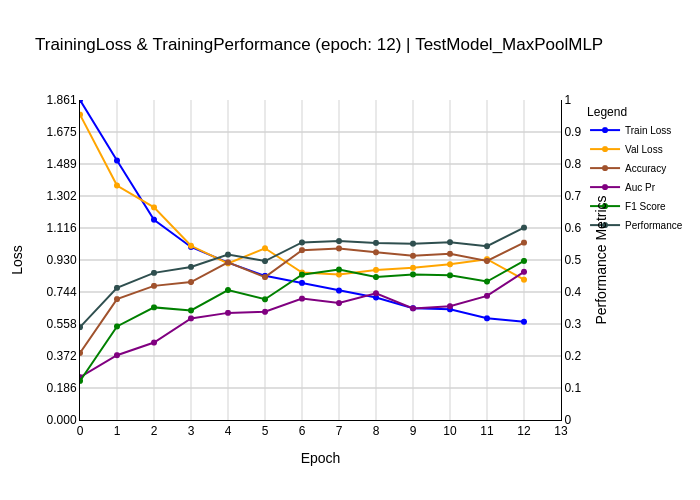 TrainingLoss & TrainingPerformance (epoch: 12) | TestModel_MaxPoolMLP
Legend
Train Loss
Val Loss
Accuracy
Auc Pr
F1 Score
Performance
Loss
1.861
1.675
1.489
1.302
1.116
0.930
0.744
0.558
0.372
0.186
0.000
1
0.9
0.8
0.7
0.6
0.5
0.4
0.3
0.2
0.1
0
Performance Metrics
0 1 2 3 4 5 6 7 8 9 10 11 12 13
Epoch